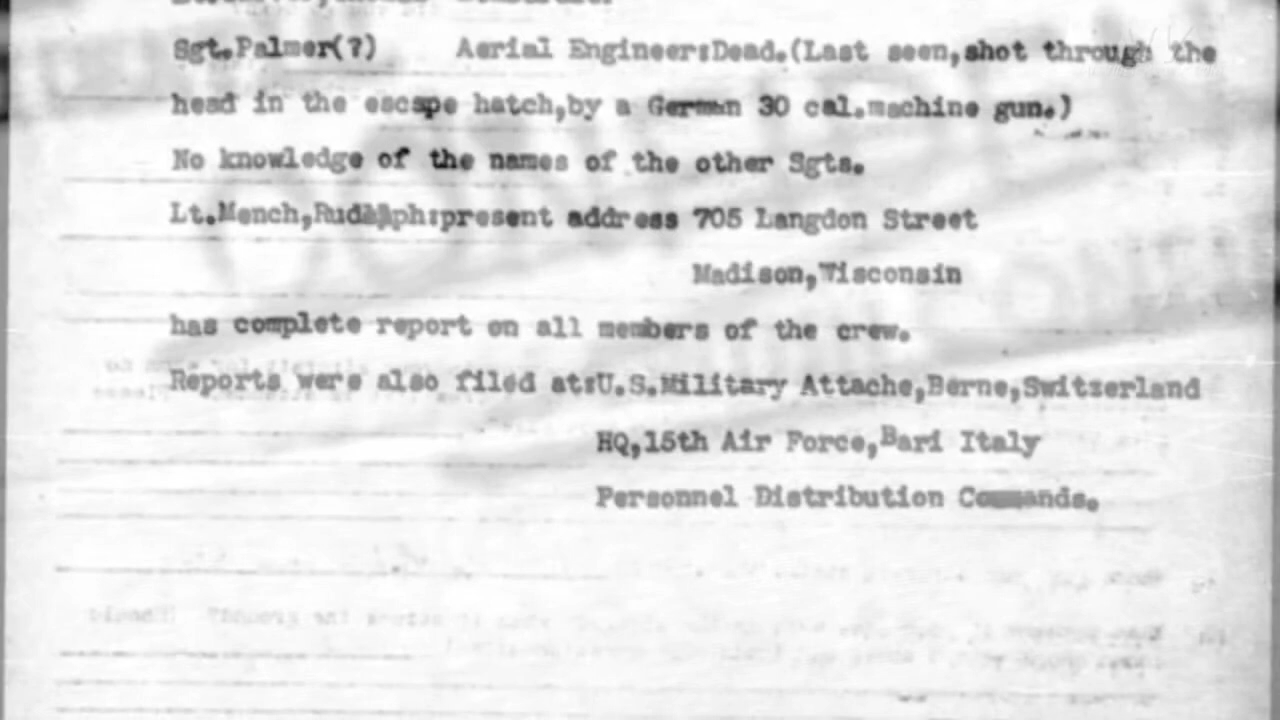 Sgt.Palmer(?) Aerial Engineer:Dead.(Last seen,shot through the
head in the escape hatch,by a German 30 cal.machine gun.)
No knowledge of the names of the other Sgts.
Lt.Mench,Rudolph:present address 705 Langdon Street
Madison,Wisconsin
has complete report on all members of the crew.
Reports were also filed at:U.S.Military Attache,Berne,Switzerland
HQ,15th Air Force,Bari Italy
Personnel Distribution Commands.